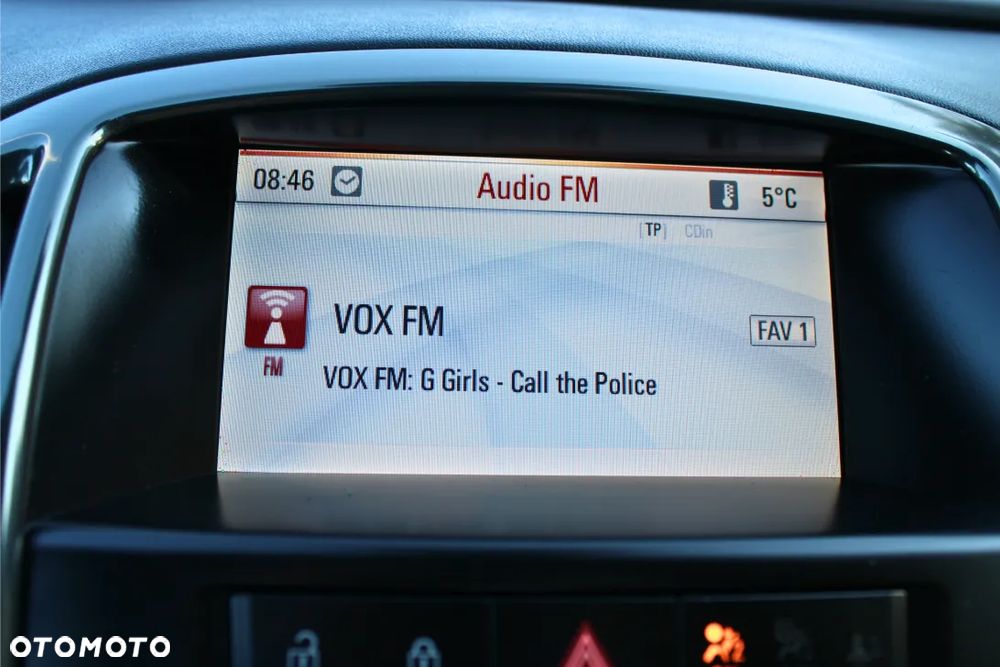 08:46 Audio FM 5°C
[TP] CDin
VOX FM FAV 1
FM
VOX FM: G Girls - Call the Police
2
OTOMOTO